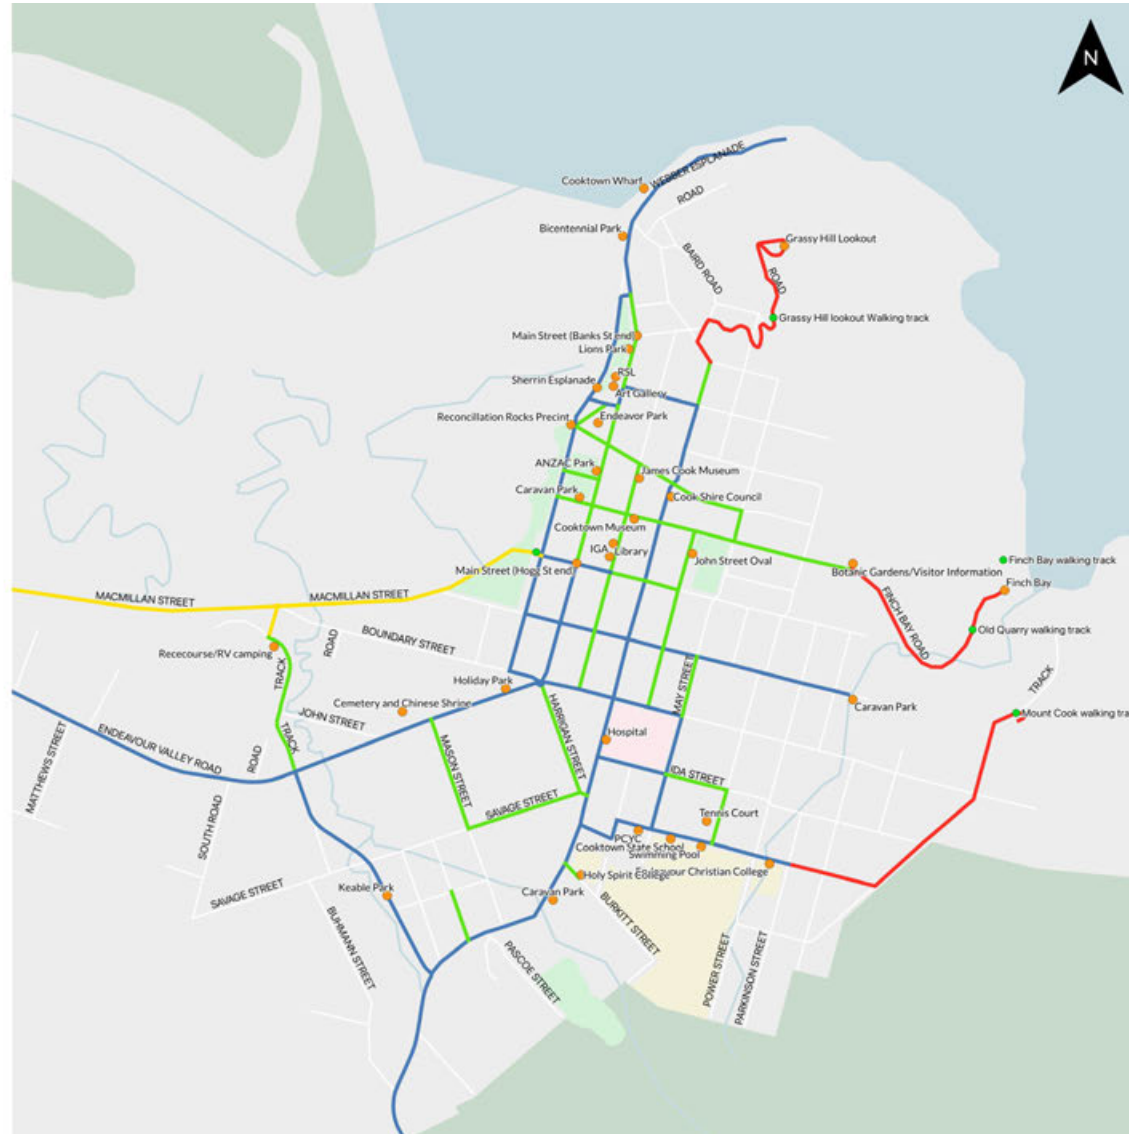 N
WEBBER ESPLANADE
Cooktown Wharf
ROAD
Bicentennial Park
Grassy Hill Lookout
BAIRD ROAD
ROAD
Grassy Hill lookout Walking track
Main Street (Banks St end)
Lions Park
RSL
Sherrin Esplanade
Art Gallery
Reconcillation Rocks Precint
Endeavor Park
ANZAC Park
James Cook Museum
Caravan Park
Cook Shire Council
Cooktown Museum
IGA
Library
John Street Oval
Main Street (Hogg St end)
Botanic Gardens/Visitor Information
Finch Bay walking track
Finch Bay
MACMILLAN STREET
MACMILLAN STREET
FINCH BAY ROAD
Old Quarry walking track
BOUNDARY STREET
ROAD
Rececourse/RV camping
TRACK
TRACK
Holiday Park
MAY STREET
Caravan Park
Cemetery and Chinese Shrine
JOHN STREET
HARRIGAN STREET
Mount Cook walking tra
ENDEAVOUR VALLEY ROAD
TRACK
ROAD
Hospital
MATTHEWS STREET
MASON STREET
IDA STREET
SOUTH ROAD
SAVAGE STREET
Tennis Court
PCYC
Cooktown State School
Swimming Pool
Endeavour Christian College
Holy Spirit College
SAVAGE STREET
Keable Park
Caravan Park
BURKITT STREET
BUHMANN STREET
PASCOE STREET
POWER STREET
PARKINSON STREET